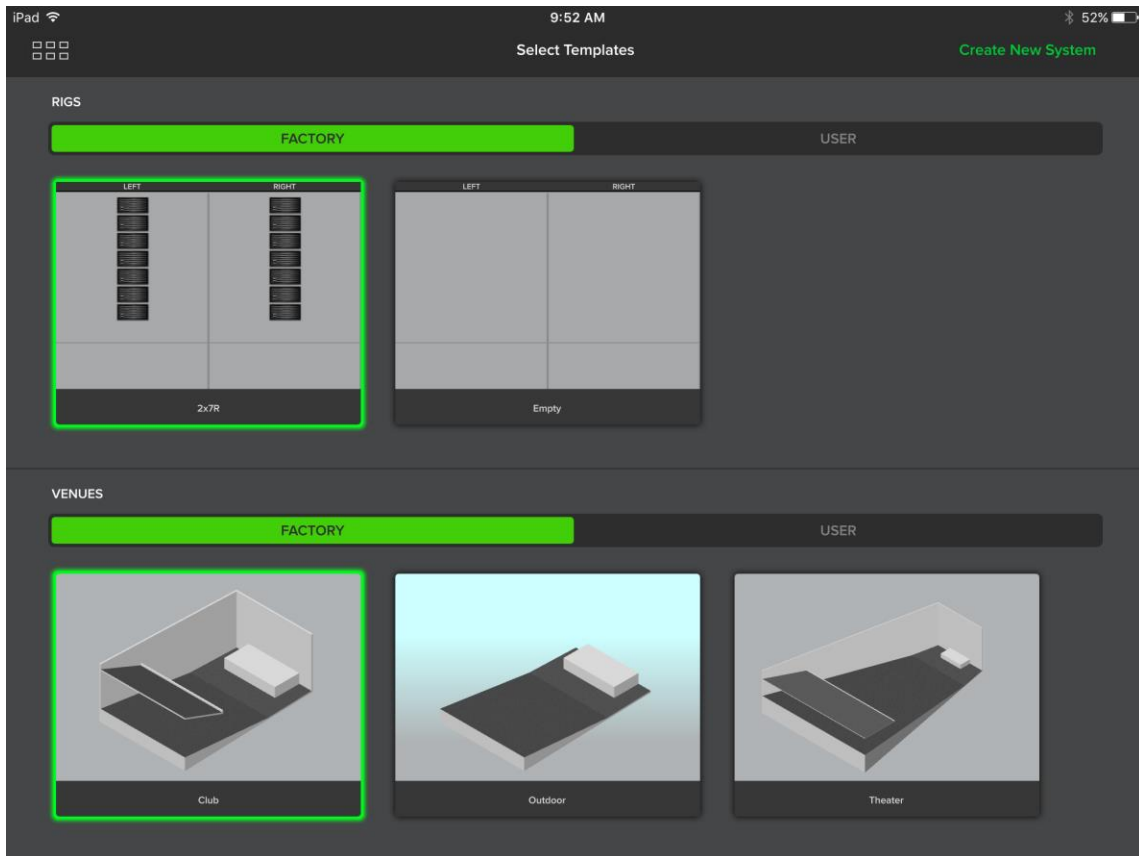 iPad 9:52 AM 52%
Select Templates Create New System
RIGS
FACTORY USER
LEFT RIGHT LEFT RIGHT
2x7R Empty
VENUES
FACTORY USER
Club Outdoor Theater